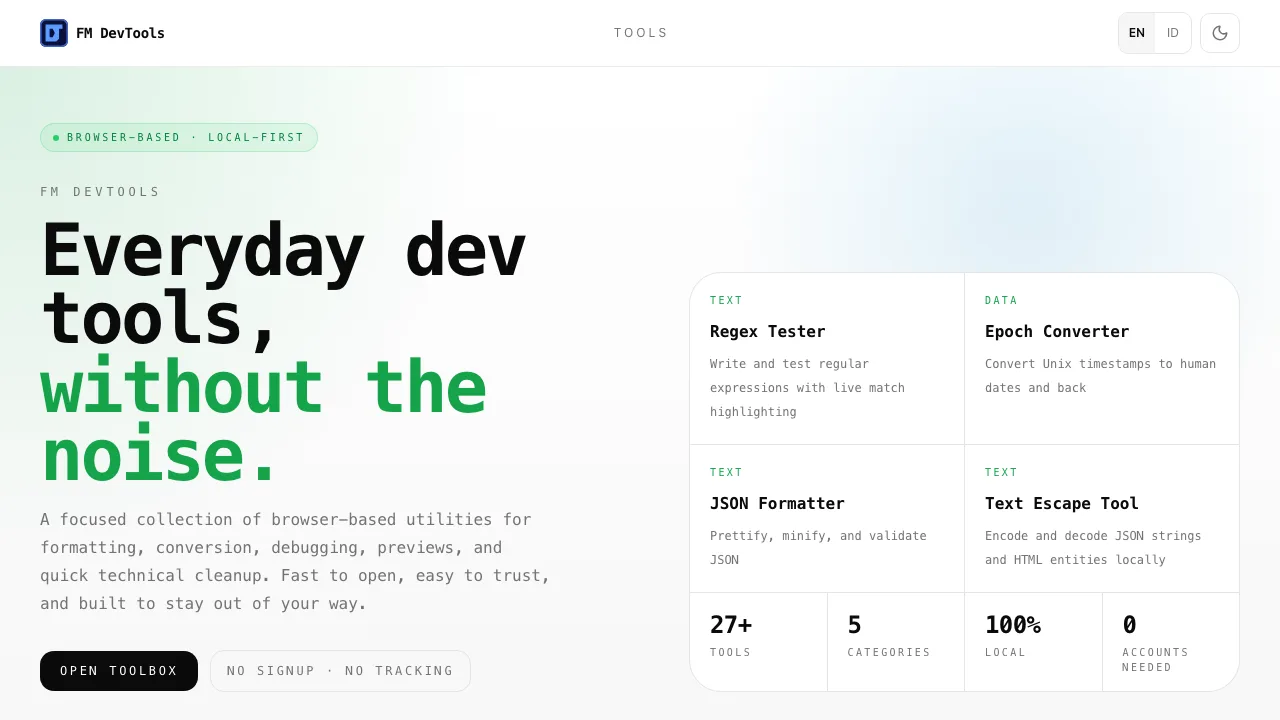 FM DevTools
TOOLS
EN
ID
BROWSER-BASED · LOCAL-FIRST
FM DEVTOOLS
Everyday dev
tools,
without the
noise.
A focused collection of browser-based utilities for
formatting, conversion, debugging, previews, and
quick technical cleanup. Fast to open, easy to trust,
and built to stay out of your way.
OPEN TOOLBOX
NO SIGNUP · NO TRACKING
TEXT
Regex Tester
Write and test regular
expressions with live match
highlighting
DATA
Epoch Converter
Convert Unix timestamps to human
dates and back
TEXT
JSON Formatter
Prettify, minify, and validate
JSON
TEXT
Text Escape Tool
Encode and decode JSON strings
and HTML entities locally
27+
TOOLS
5
CATEGORIES
100%
LOCAL
0
ACCOUNTS
NEEDED